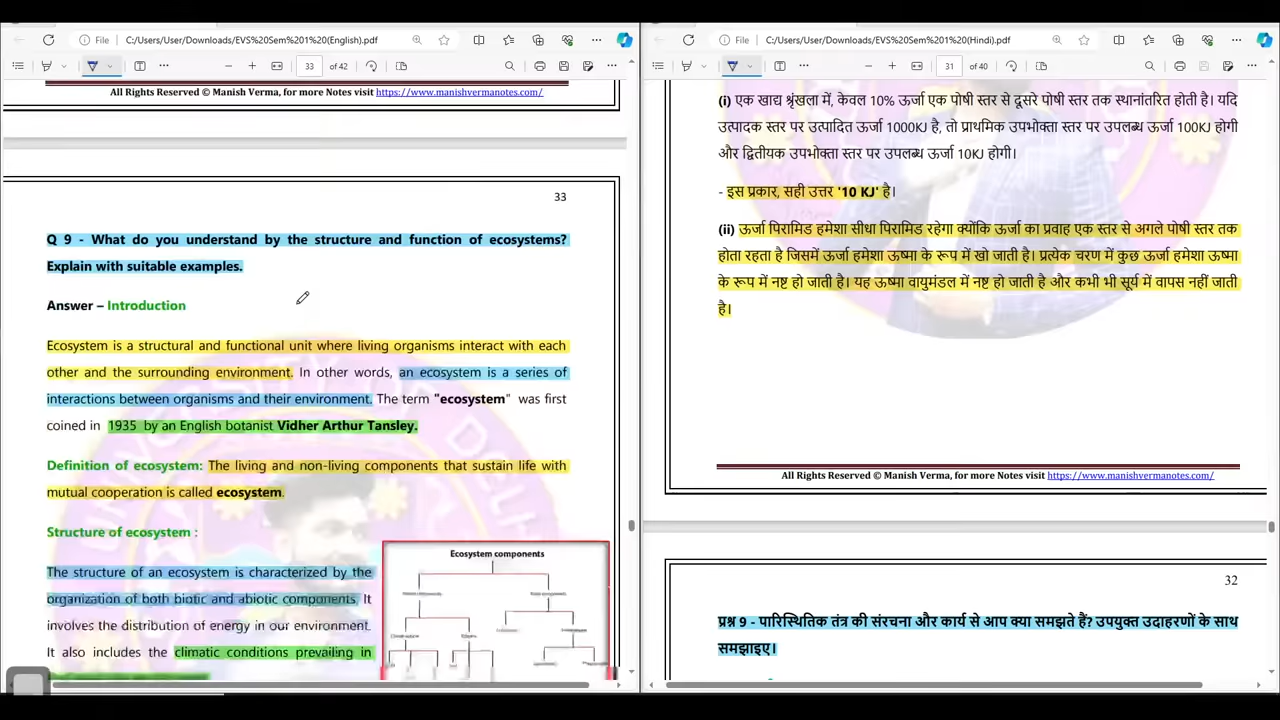 File C:/Users/User/Downloads/EVS%20Sem%201%20(English).pdf
33 of 42
All Rights Reserved © Manish Verma, for more Notes visit https://www.manishvermanotes.com/
33
Q 9 - What do you understand by the structure and function of ecosystems?
Explain with suitable examples.
Answer – Introduction
Ecosystem is a structural and functional unit where living organisms interact with each
other and the surrounding environment. In other words, an ecosystem is a series of
interactions between organisms and their environment. The term "ecosystem" was first
coined in 1935 by an English botanist Vidher Arthur Tansley.
Definition of ecosystem: The living and non-living components that sustain life with
mutual cooperation is called ecosystem.
Structure of ecosystem :
The structure of an ecosystem is characterized by the
organization of both biotic and abiotic components. It
involves the distribution of energy in our environment.
It also includes the climatic conditions prevailing in
Ecosystem components
File C:/Users/User/Downloads/EVS%20Sem%201%20(Hindi).pdf
31 of 40
(i) एक खाद्य श्रृंखला में, केवल 10% ऊर्जा एक पोषी स्तर से दूसरे पोषी स्तर तक स्थानांतरित होती है। यदि
उत्पादक स्तर पर उत्पादित ऊर्जा 1000KJ है, तो प्राथमिक उपभोक्ता स्तर पर उपलब्ध ऊर्जा 100KJ होगी
और द्वितीयक उपभोक्ता स्तर पर उपलब्ध ऊर्जा 10KJ होगी।
- इस प्रकार, सही उत्तर '10 KJ' है।
(ii) ऊर्जा पिरामिड हमेशा सीधा पिरामिड रहेगा क्योंकि ऊर्जा का प्रवाह एक स्तर से अगले पोषी स्तर तक
होता रहता है जिसमें ऊर्जा हमेशा ऊष्मा के रूप में खो जाती है। प्रत्येक चरण में कुछ ऊर्जा हमेशा ऊष्मा
के रूप में नष्ट हो जाती है। यह ऊष्मा वायुमंडल में नष्ट हो जाती है और कभी भी सूर्य में वापस नहीं जाती
है।
All Rights Reserved © Manish Verma, for more Notes visit https://www.manishvermanotes.com/
32
प्रश्न 9 - पारिस्थितिक तंत्र की संरचना और कार्य से आप क्या समझते हैं? उपयुक्त उदाहरणों के साथ
समझाइए।